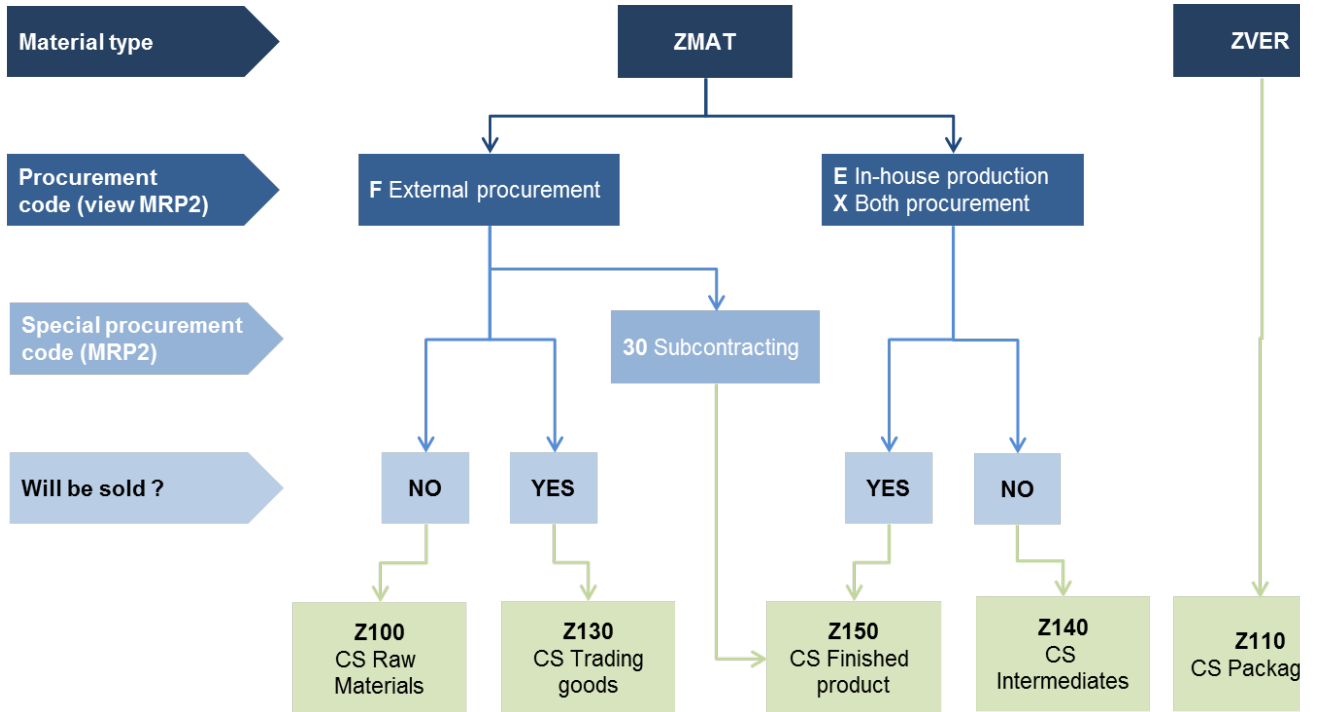 Material type
ZMAT
ZVER
Procurement
code (view MRP2)
F External procurement
E In-house production
X Both procurement
Special procurement
code (MRP2)
30 Subcontracting
Will be sold ?
NO
YES
YES
NO
Z100
CS Raw
Materials
Z130
CS Trading
goods
Z150
CS Finished
product
Z140
CS
Intermediates
Z110
CS Packag